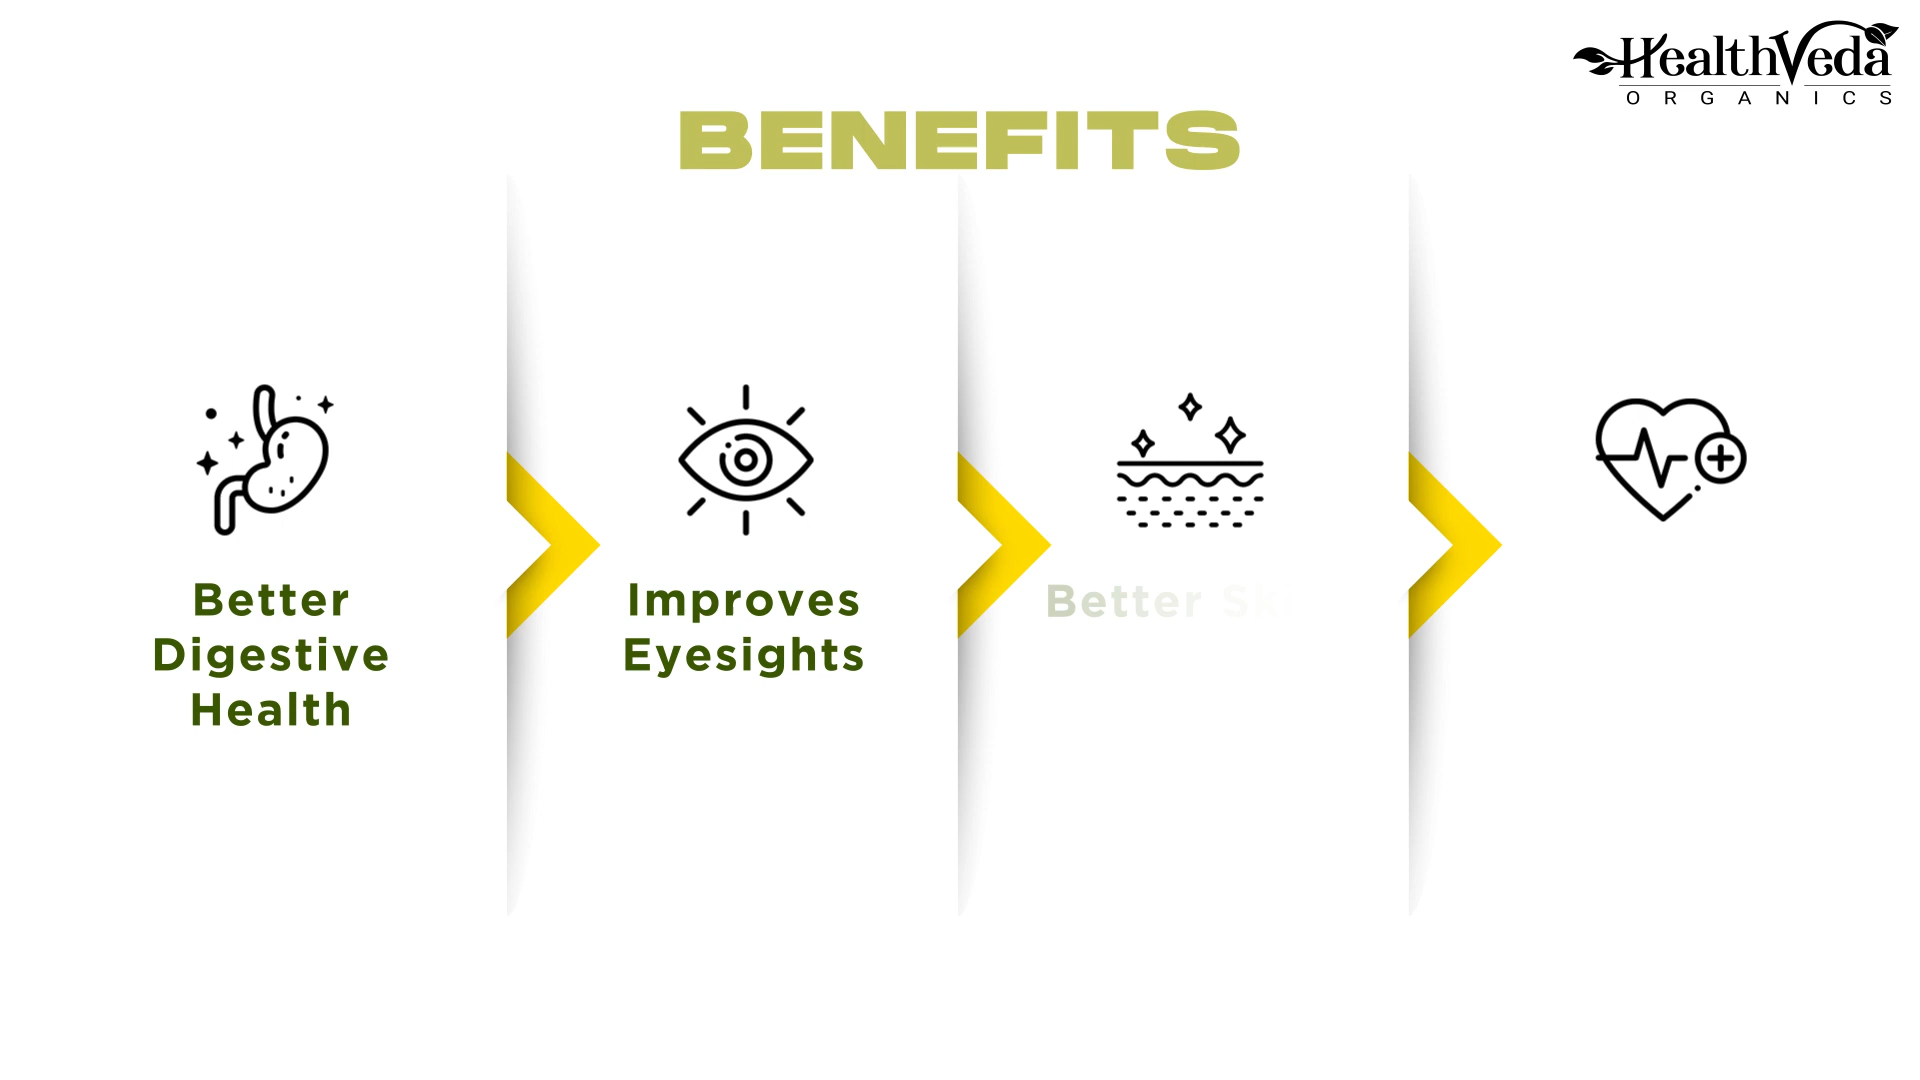 HealthVeda
ORGANICS
BENEFITS
Better
Digestive
Health
Improves
Eyesights
Better